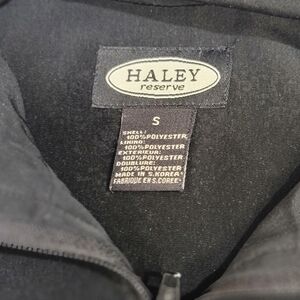 HALEY
reserve
S
SHELL:
100%POLYESTER
LINING:
100%POLYESTER
EXTERIEUR:
100%POLYESTER
DOUBLURE:
100%POLYESTER
MADE IN S.KOREA
FABRIQUE EN S.COREE